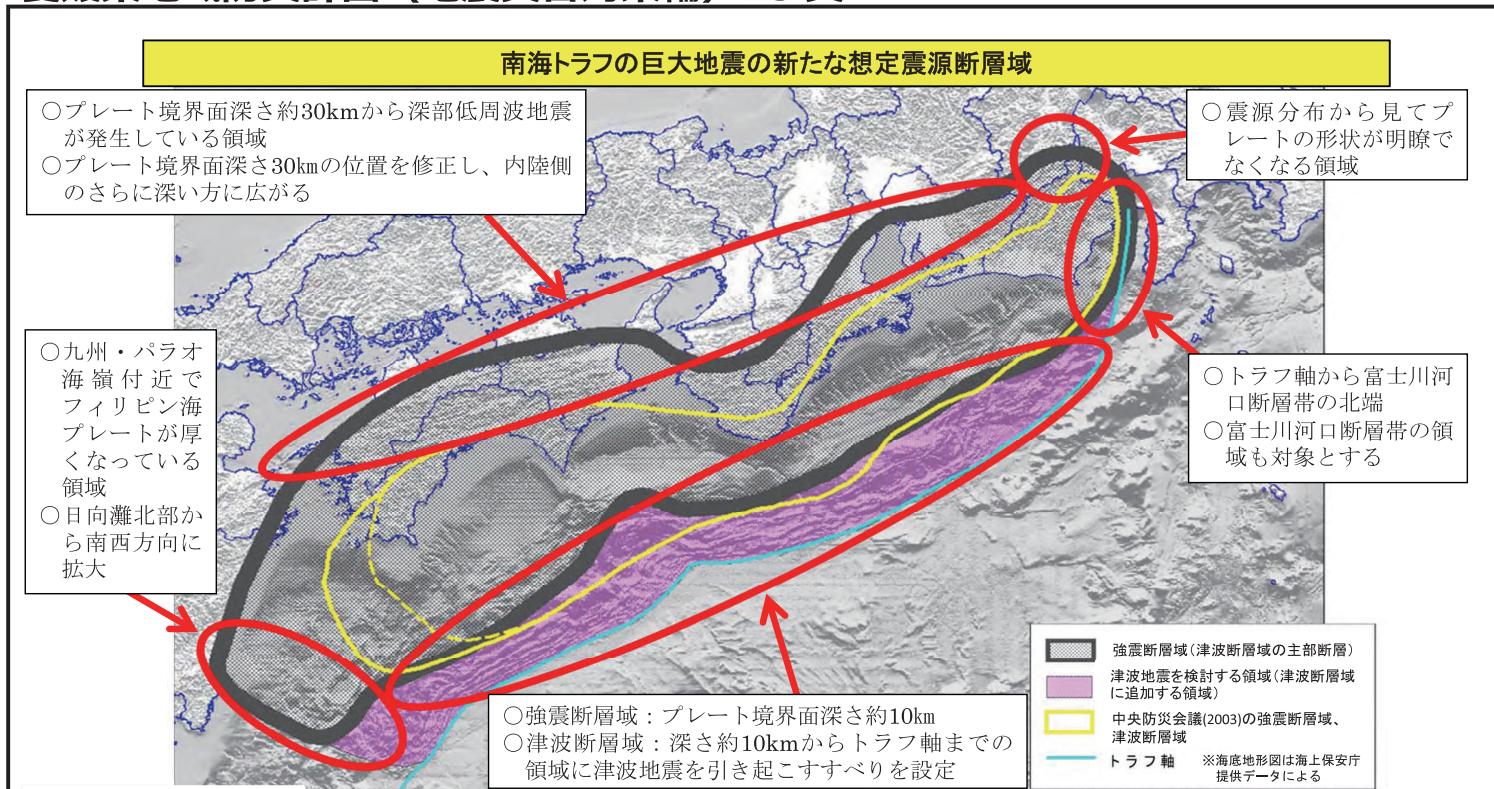 南海トラフの巨大地震の新たな想定震源断層域
○プレート境界面深さ約30kmから深部低周波地震
が発生している領域
○プレート境界面深さ30kmの位置を修正し、内陸側
のさらに深い方に広がる
○震源分布から見てプ
レートの形状が明瞭で
なくなる領域
○九州・パラオ
海嶺付近で
フィリピン海
プレートが厚
くなっている
領域
○日向灘北部か
ら南西方向に
拡大
○トラフ軸から富士川河
口断層帯の北端
○富士川河口断層帯の領
域も対象とする
○強震断層域：プレート境界面深さ約10km
○津波断層域：深さ約10kmからトラフ軸までの
領域に津波地震を引き起こすすべりを設定
強震断層域(津波断層域の主部断層)
津波地震を検討する領域(津波断層域
に追加する領域)
中央防災会議(2003)の強震断層域、
津波断層域
トラフ軸
※海底地形図は海上保安庁
提供データによる